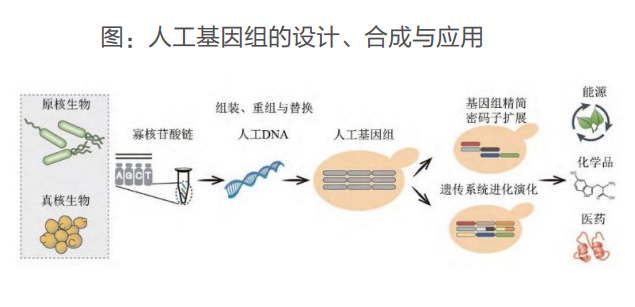 图：人工基因组的设计、合成与应用
原核生物
真核生物
寡核苷酸链
AGCT
组装、重组与替换
人工DNA
人工基因组
基因组精简
密码子扩展
遗传系统进化演化
能源
化学品
医药